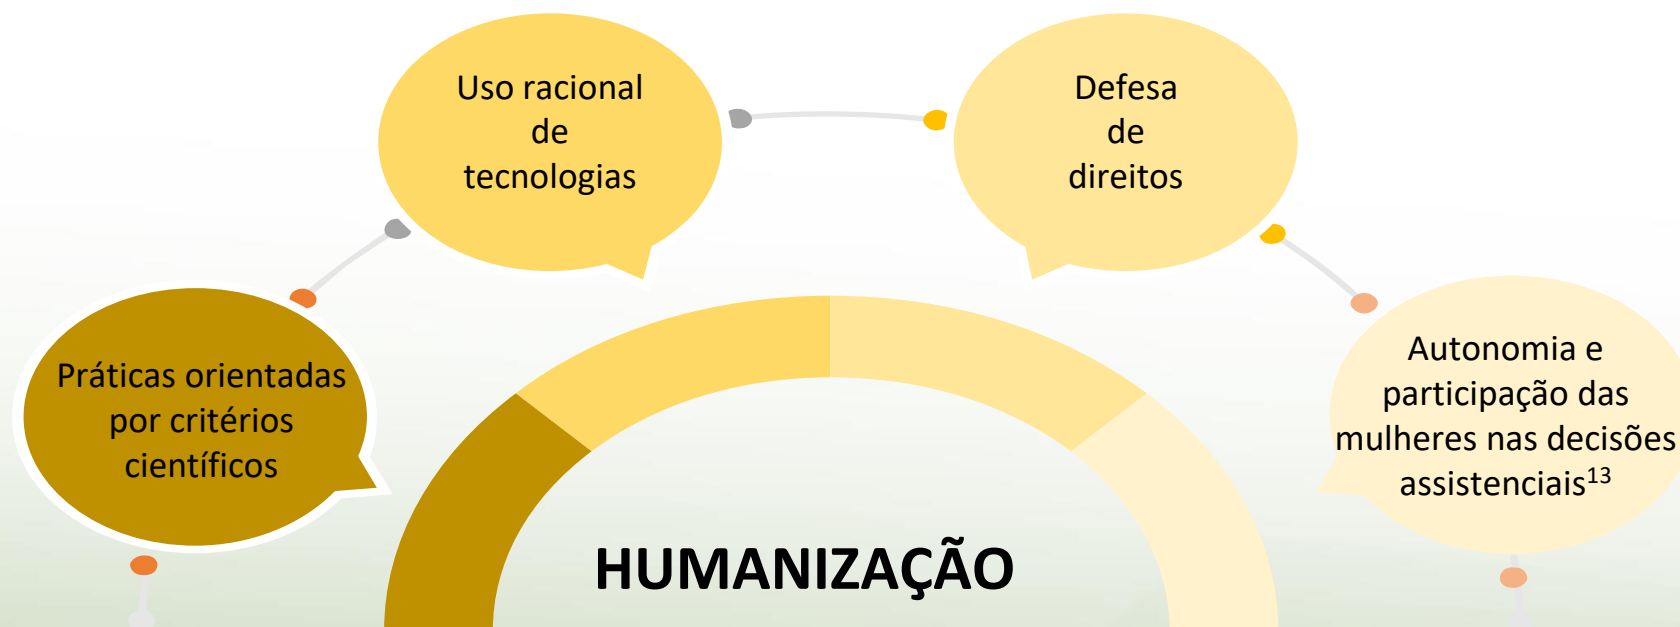 Uso racional
de
tecnologias
Defesa
de
direitos
Práticas orientadas
por critérios
científicos
Autonomia e
participação das
mulheres nas decisões
assistenciais¹³
HUMANIZAÇÃO